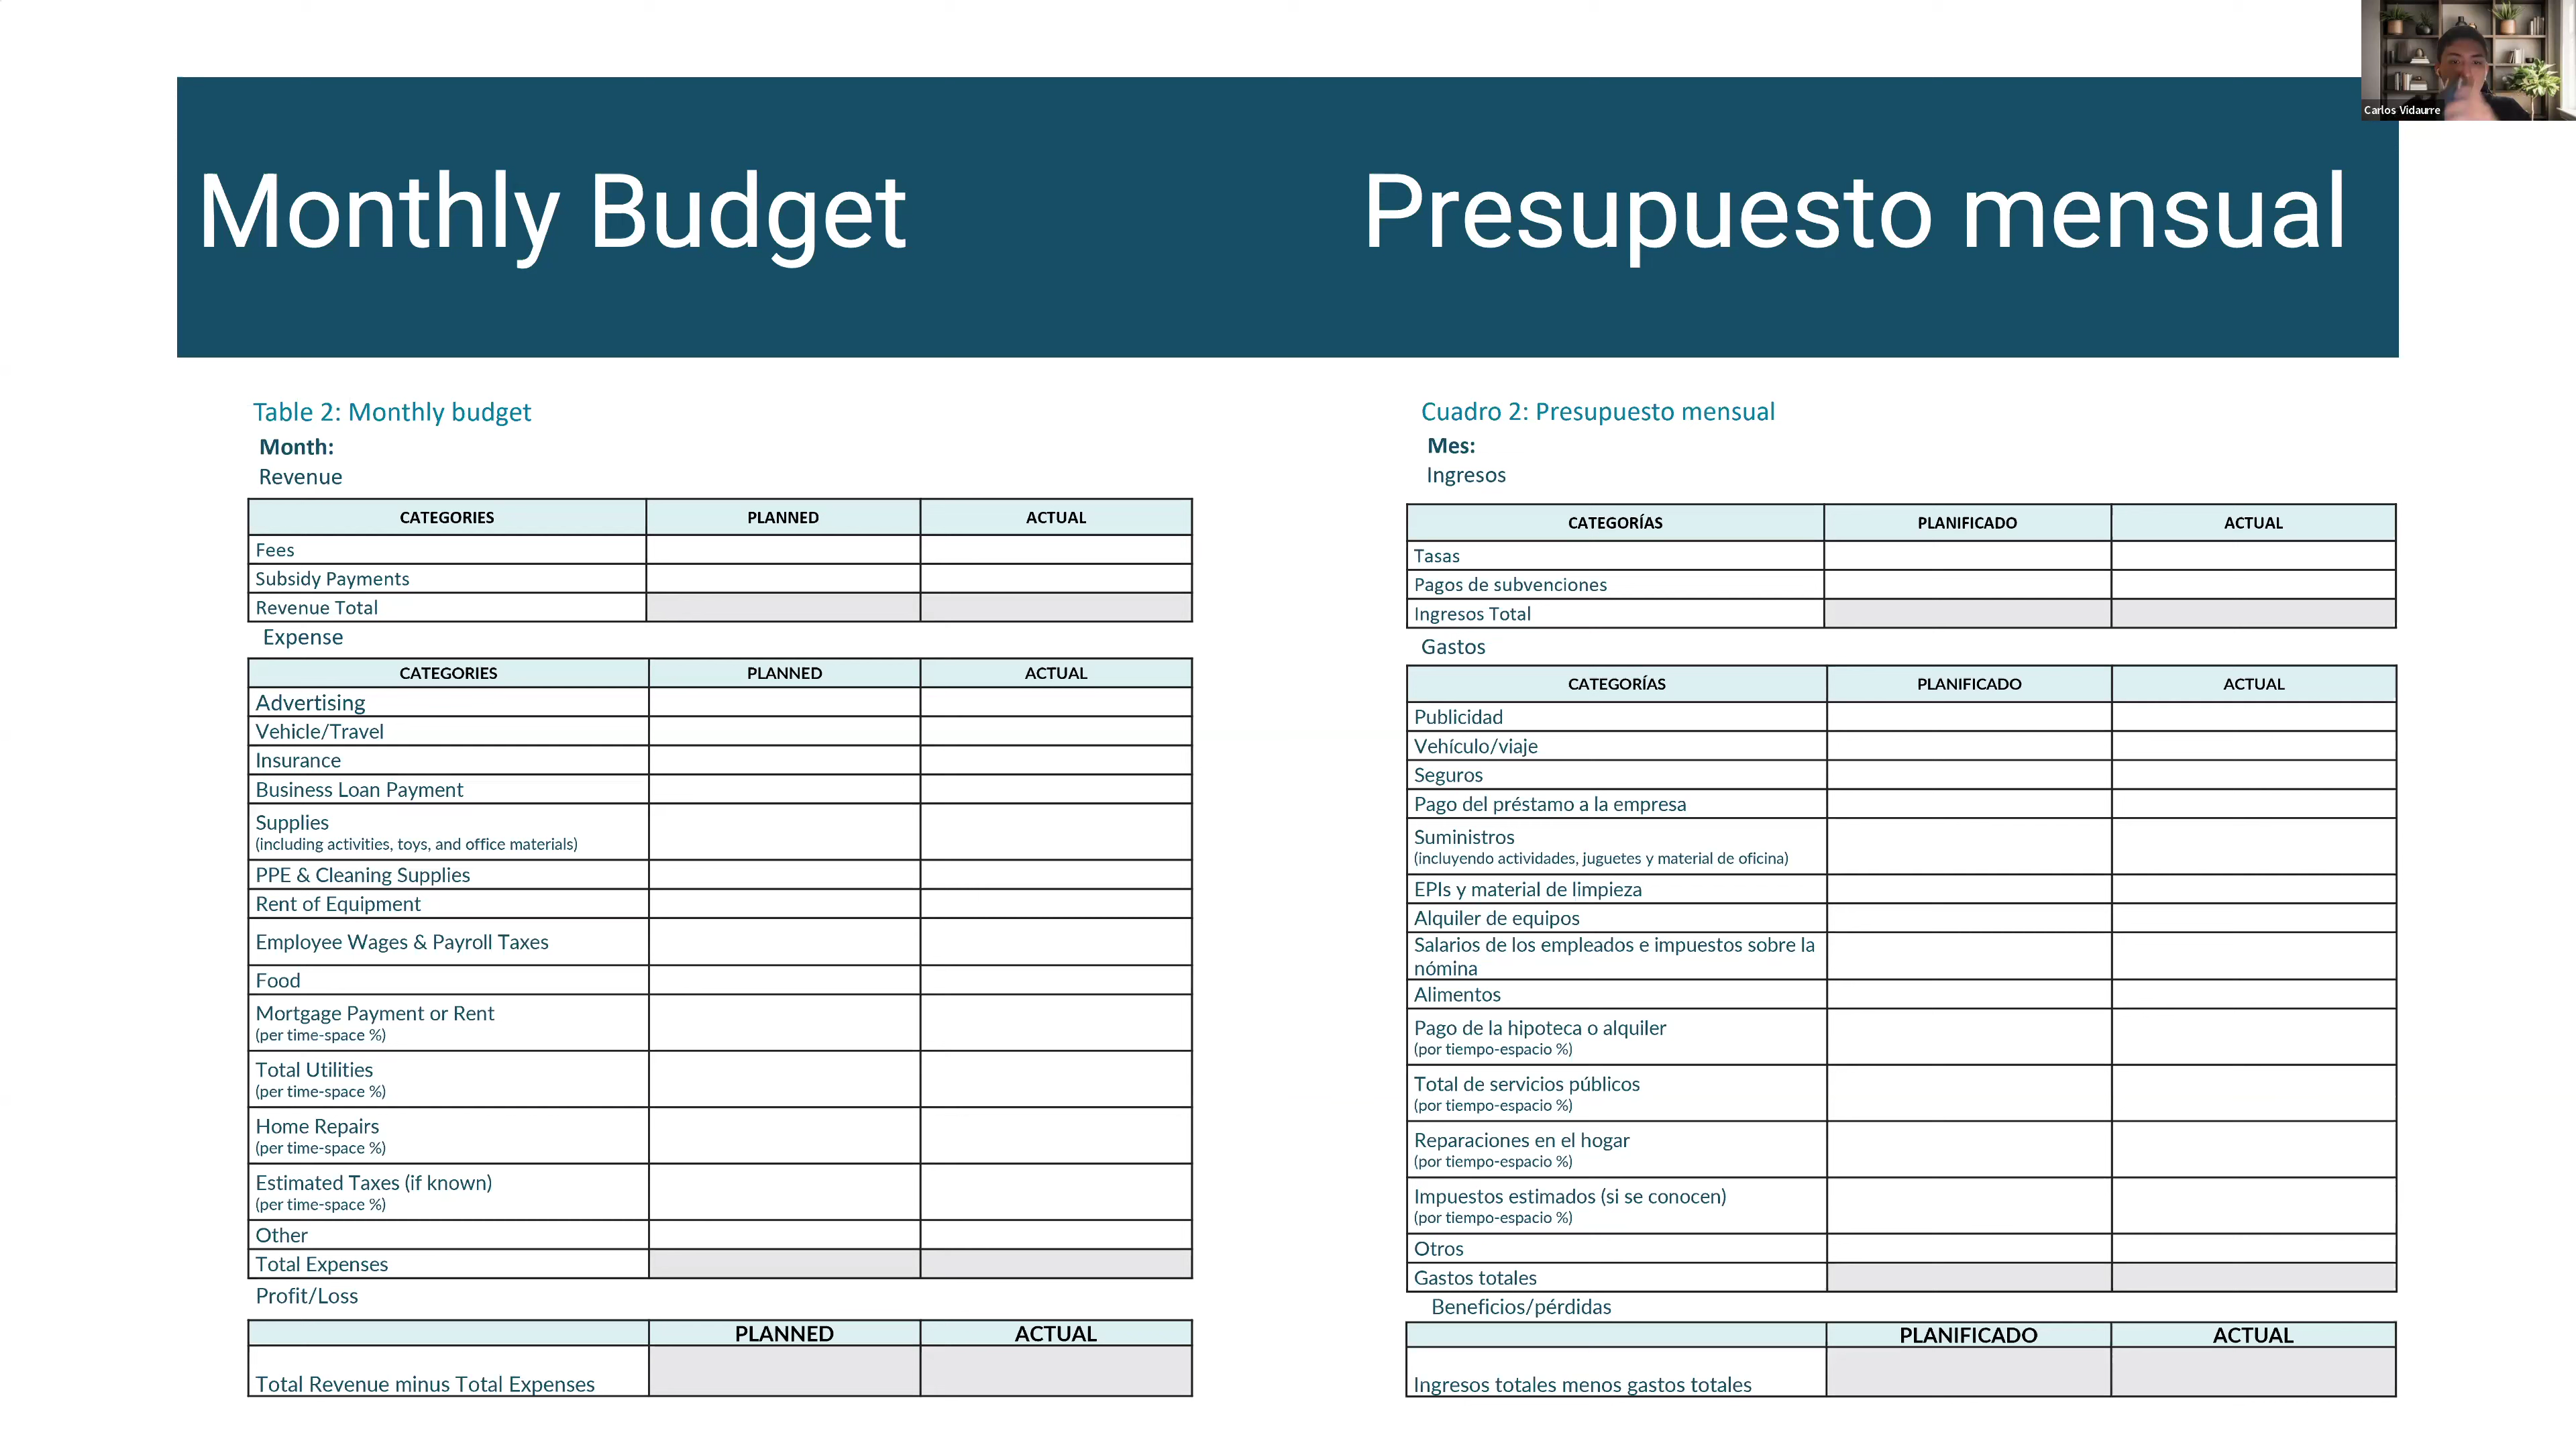 Carlos Vidaurre
Monthly Budget
Presupuesto mensual
Table 2: Monthly budget
Month:
Revenue
CATEGORIES PLANNED ACTUAL
Fees
Subsidy Payments
Revenue Total
Expense
CATEGORIES PLANNED ACTUAL
Advertising
Vehicle/Travel
Insurance
Business Loan Payment
Supplies
(including activities, toys, and office materials)
PPE & Cleaning Supplies
Rent of Equipment
Employee Wages & Payroll Taxes
Food
Mortgage Payment or Rent
(per time-space %)
Total Utilities
(per time-space %)
Home Repairs
(per time-space %)
Estimated Taxes (if known)
(per time-space %)
Other
Total Expenses
Profit/Loss
PLANNED ACTUAL
Total Revenue minus Total Expenses
Cuadro 2: Presupuesto mensual
Mes:
Ingresos
CATEGORÍAS PLANIFICADO ACTUAL
Tasas
Pagos de subvenciones
Ingresos Total
Gastos
CATEGORÍAS PLANIFICADO ACTUAL
Publicidad
Vehículo/viaje
Seguros
Pago del préstamo a la empresa
Suministros
(incluyendo actividades, juguetes y material de oficina)
EPIs y material de limpieza
Alquiler de equipos
Salarios de los empleados e impuestos sobre la
nómina
Alimentos
Pago de la hipoteca o alquiler
(por tiempo-espacio %)
Total de servicios públicos
(por tiempo-espacio %)
Reparaciones en el hogar
(por tiempo-espacio %)
Impuestos estimados (si se conocen)
(por tiempo-espacio %)
Otros
Gastos totales
Beneficios/pérdidas
PLANIFICADO ACTUAL
Ingresos totales menos gastos totales